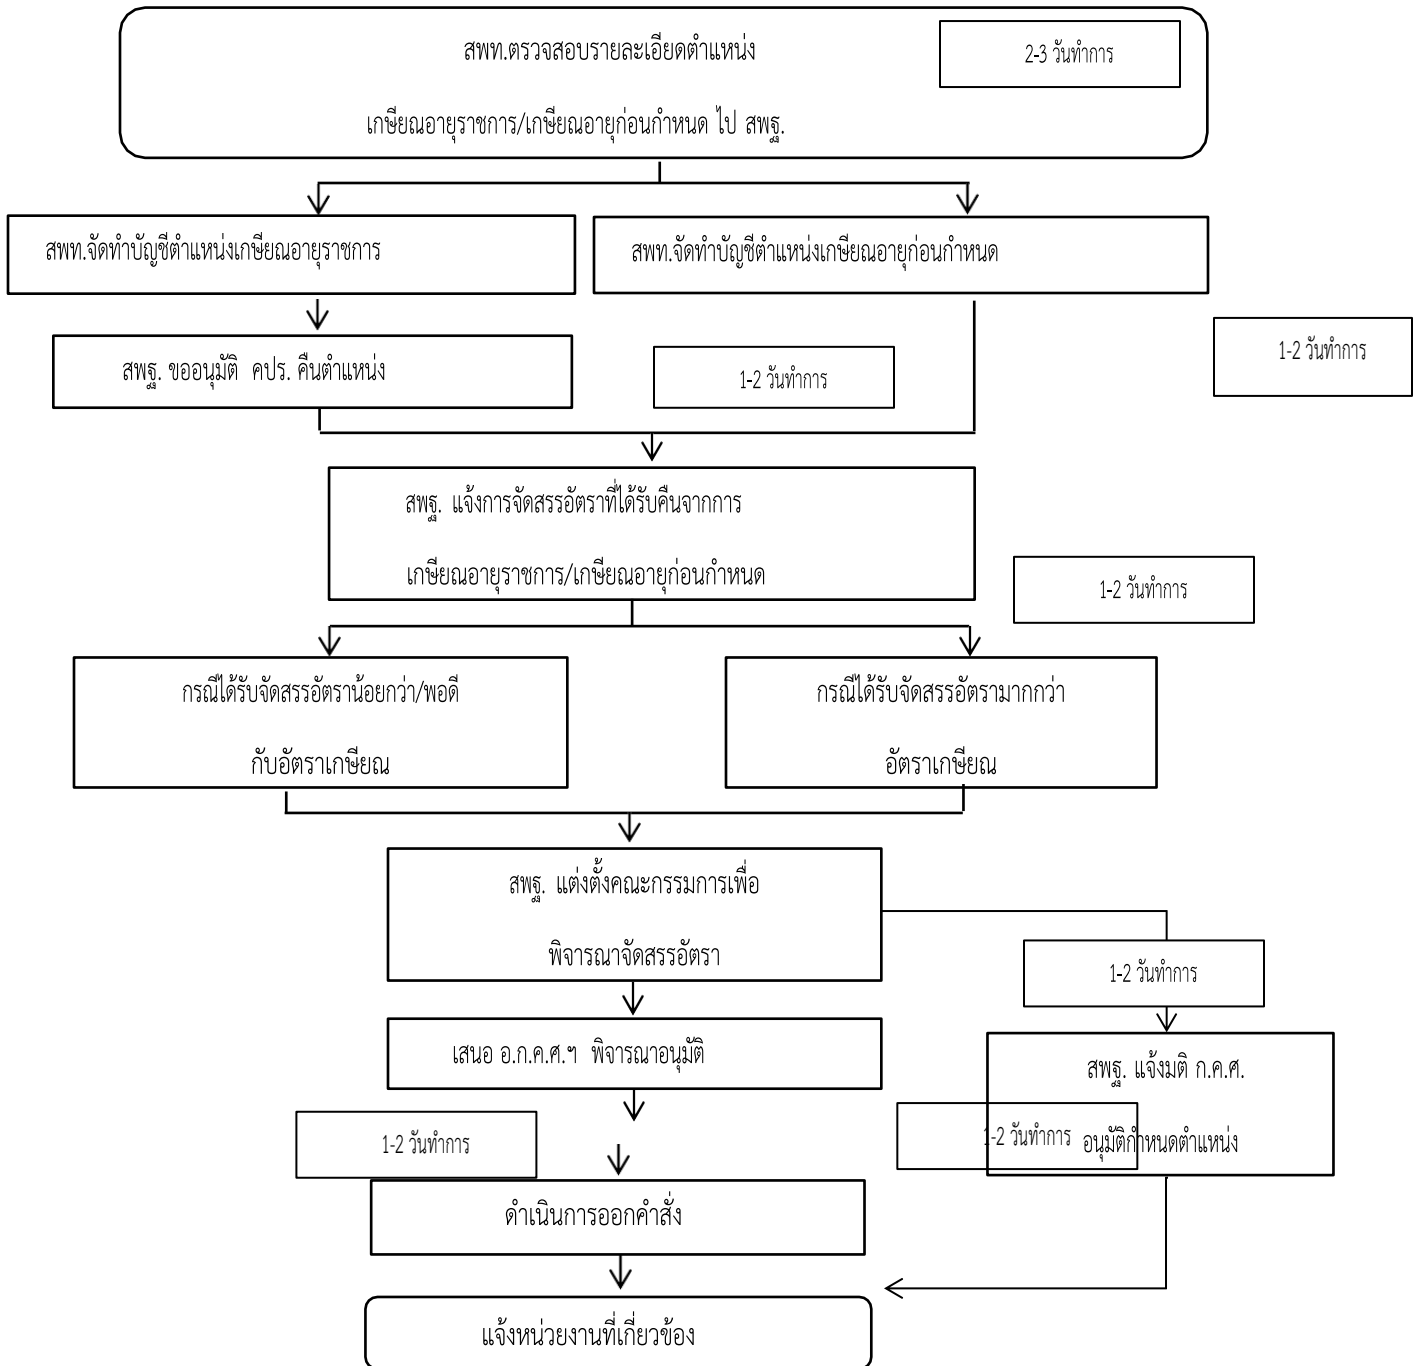 สพท.ตรวจสอบรายละเอียดตำแหน่ง
2-3 วันทำการ
เกษียณอายุราชการ/เกษียณอายุก่อนกำหนด ไป สพฐ.
สพท.จัดทำบัญชีตำแหน่งเกษียณอายุราชการ
สพท.จัดทำบัญชีตำแหน่งเกษียณอายุก่อนกำหนด
1-2 วันทำการ
สพฐ. ขออนุมัติ คปร. คืนตำแหน่ง
1-2 วันทำการ
สพฐ. แจ้งการจัดสรรอัตราที่ได้รับคืนจากการ
เกษียณอายุราชการ/เกษียณอายุก่อนกำหนด
1-2 วันทำการ
กรณีได้รับจัดสรรอัตราน้อยกว่า/พอดี
กับอัตราเกษียณ
กรณีได้รับจัดสรรอัตรามากกว่า
อัตราเกษียณ
สพฐ. แต่งตั้งคณะกรรมการเพื่อ
พิจารณาจัดสรรอัตรา
1-2 วันทำการ
เสนอ อ.ก.ค.ศ.ฯ พิจารณาอนุมัติ
สพฐ. แจ้งมติ ก.ค.ศ.
อนุมัติกำหนดตำแหน่ง
1-2 วันทำการ
1-2 วันทำการ
ดำเนินการออกคำสั่ง
แจ้งหน่วยงานที่เกี่ยวข้อง